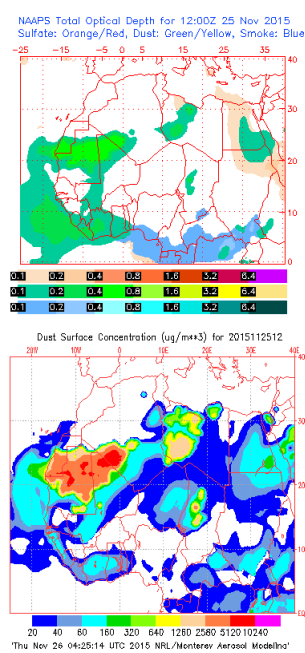 NAAPS Total Optical Depth for 12:00Z 25 Nov 2015
Sulfate: Orange/Red, Dust: Green/Yellow, Smoke: Blue
-25 -15 -5 5 15 25 35
40
30
20
10
0
0.1 0.2 0.4 0.8 1.6 3.2 6.4
0.1 0.2 0.4 0.8 1.6 3.2 6.4
0.1 0.2 0.4 0.8 1.6 3.2 6.4
Dust Surface Concentration (ug/m**3) for 2015112512
20W 10W 0 10E 20E 30E 40E
40N
30N
20N
10N
EQ
20 40 80 160 320 640 1280 2560 5120 10240
'Thu Nov 26 04:25:14 UTC 2015 NRL/Monterey Aerosol Modeling'